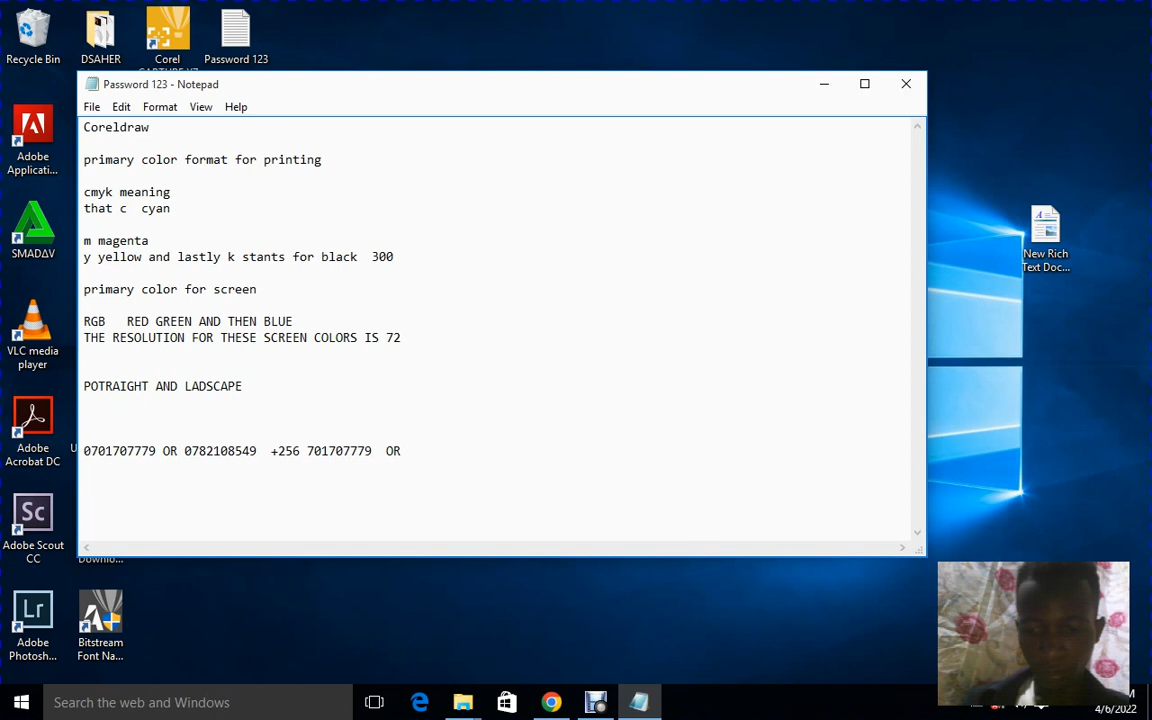 Recycle Bin
DSAHER
Corel
Password 123
Password 123 - Notepad
File Edit Format View Help
Coreldraw
primary color format for printing
cmyk meaning
that c cyan
m magenta
y yellow and lastly k stants for black 300
primary color for screen
RGB RED GREEN AND THEN BLUE
THE RESOLUTION FOR THESE SCREEN COLORS IS 72
POTRAIGHT AND LADSCAPE
0701707779 OR 0782108549 +256 701707779 OR
Adobe
Applicati...
SMADΔV
VLC media
player
Adobe
Acrobat DC
U
Sc
Adobe Scout
CC
Lr
Adobe
Photosh...
Downlo...
Bitstream
Font Na...
New Rich
Text Doc...
Search the web and Windows
4/6/2022